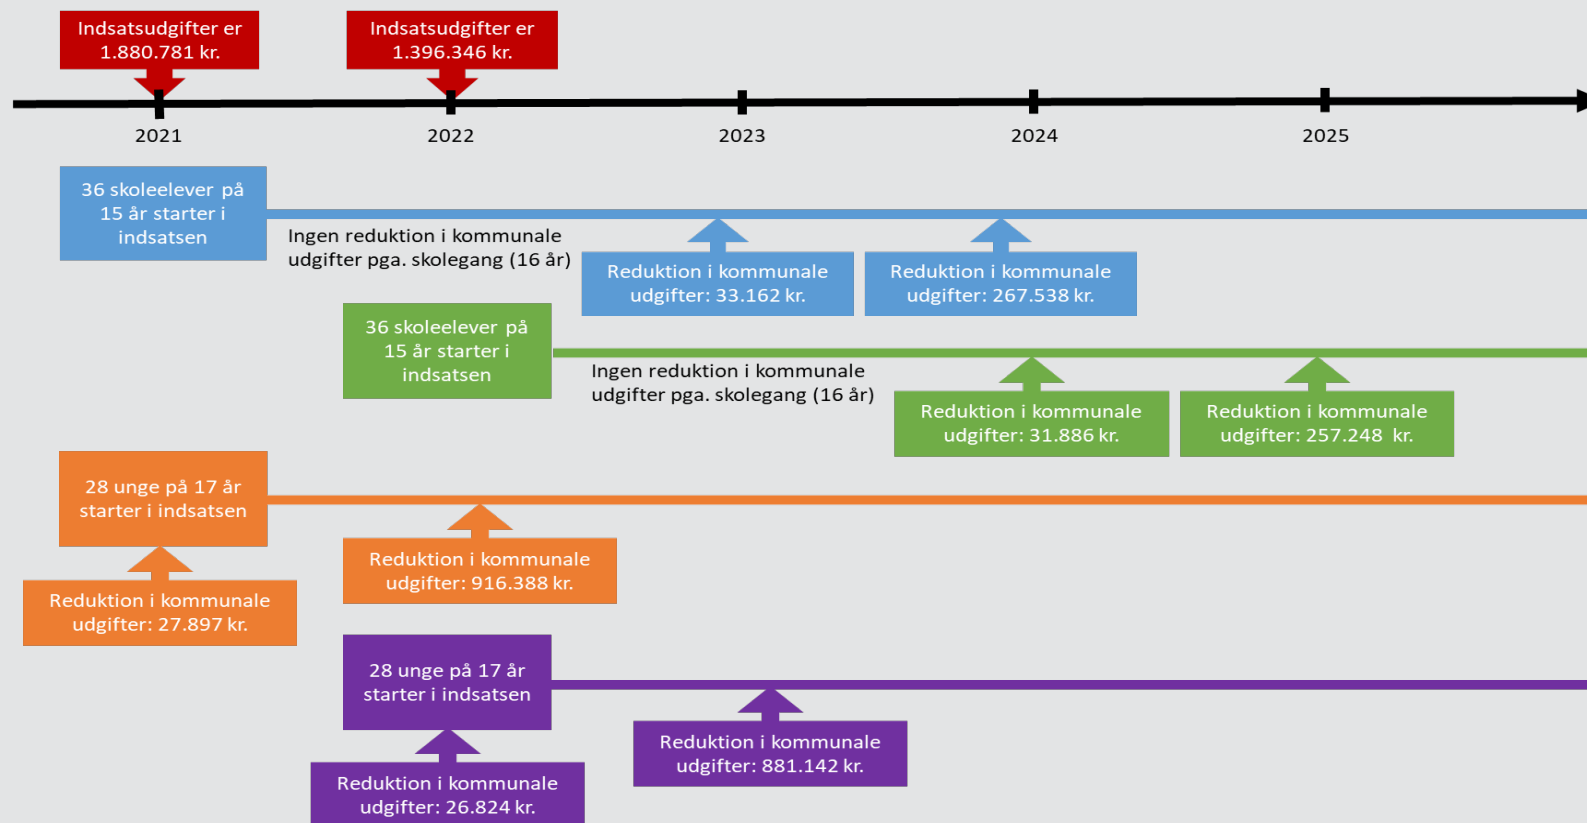 Indsatsudgifter er
1.880.781 kr.
Indsatsudgifter er
1.396.346 kr.
2021
2022
2023
2024
2025
36 skoleelever på
15 år starter i
indsatsen
Ingen reduktion i kommunale
udgifter pga. skolegang (16 år)
Reduktion i kommunale
udgifter: 33.162 kr.
Reduktion i kommunale
udgifter: 267.538 kr.
36 skoleelever på
15 år starter i
indsatsen
Ingen reduktion i kommunale
udgifter pga. skolegang (16 år)
Reduktion i kommunale
udgifter: 31.886 kr.
Reduktion i kommunale
udgifter: 257.248 kr.
28 unge på 17 år
starter i indsatsen
Reduktion i kommunale
udgifter: 27.897 kr.
Reduktion i kommunale
udgifter: 916.388 kr.
28 unge på 17 år
starter i indsatsen
Reduktion i kommunale
udgifter: 26.824 kr.
Reduktion i kommunale
udgifter: 881.142 kr.